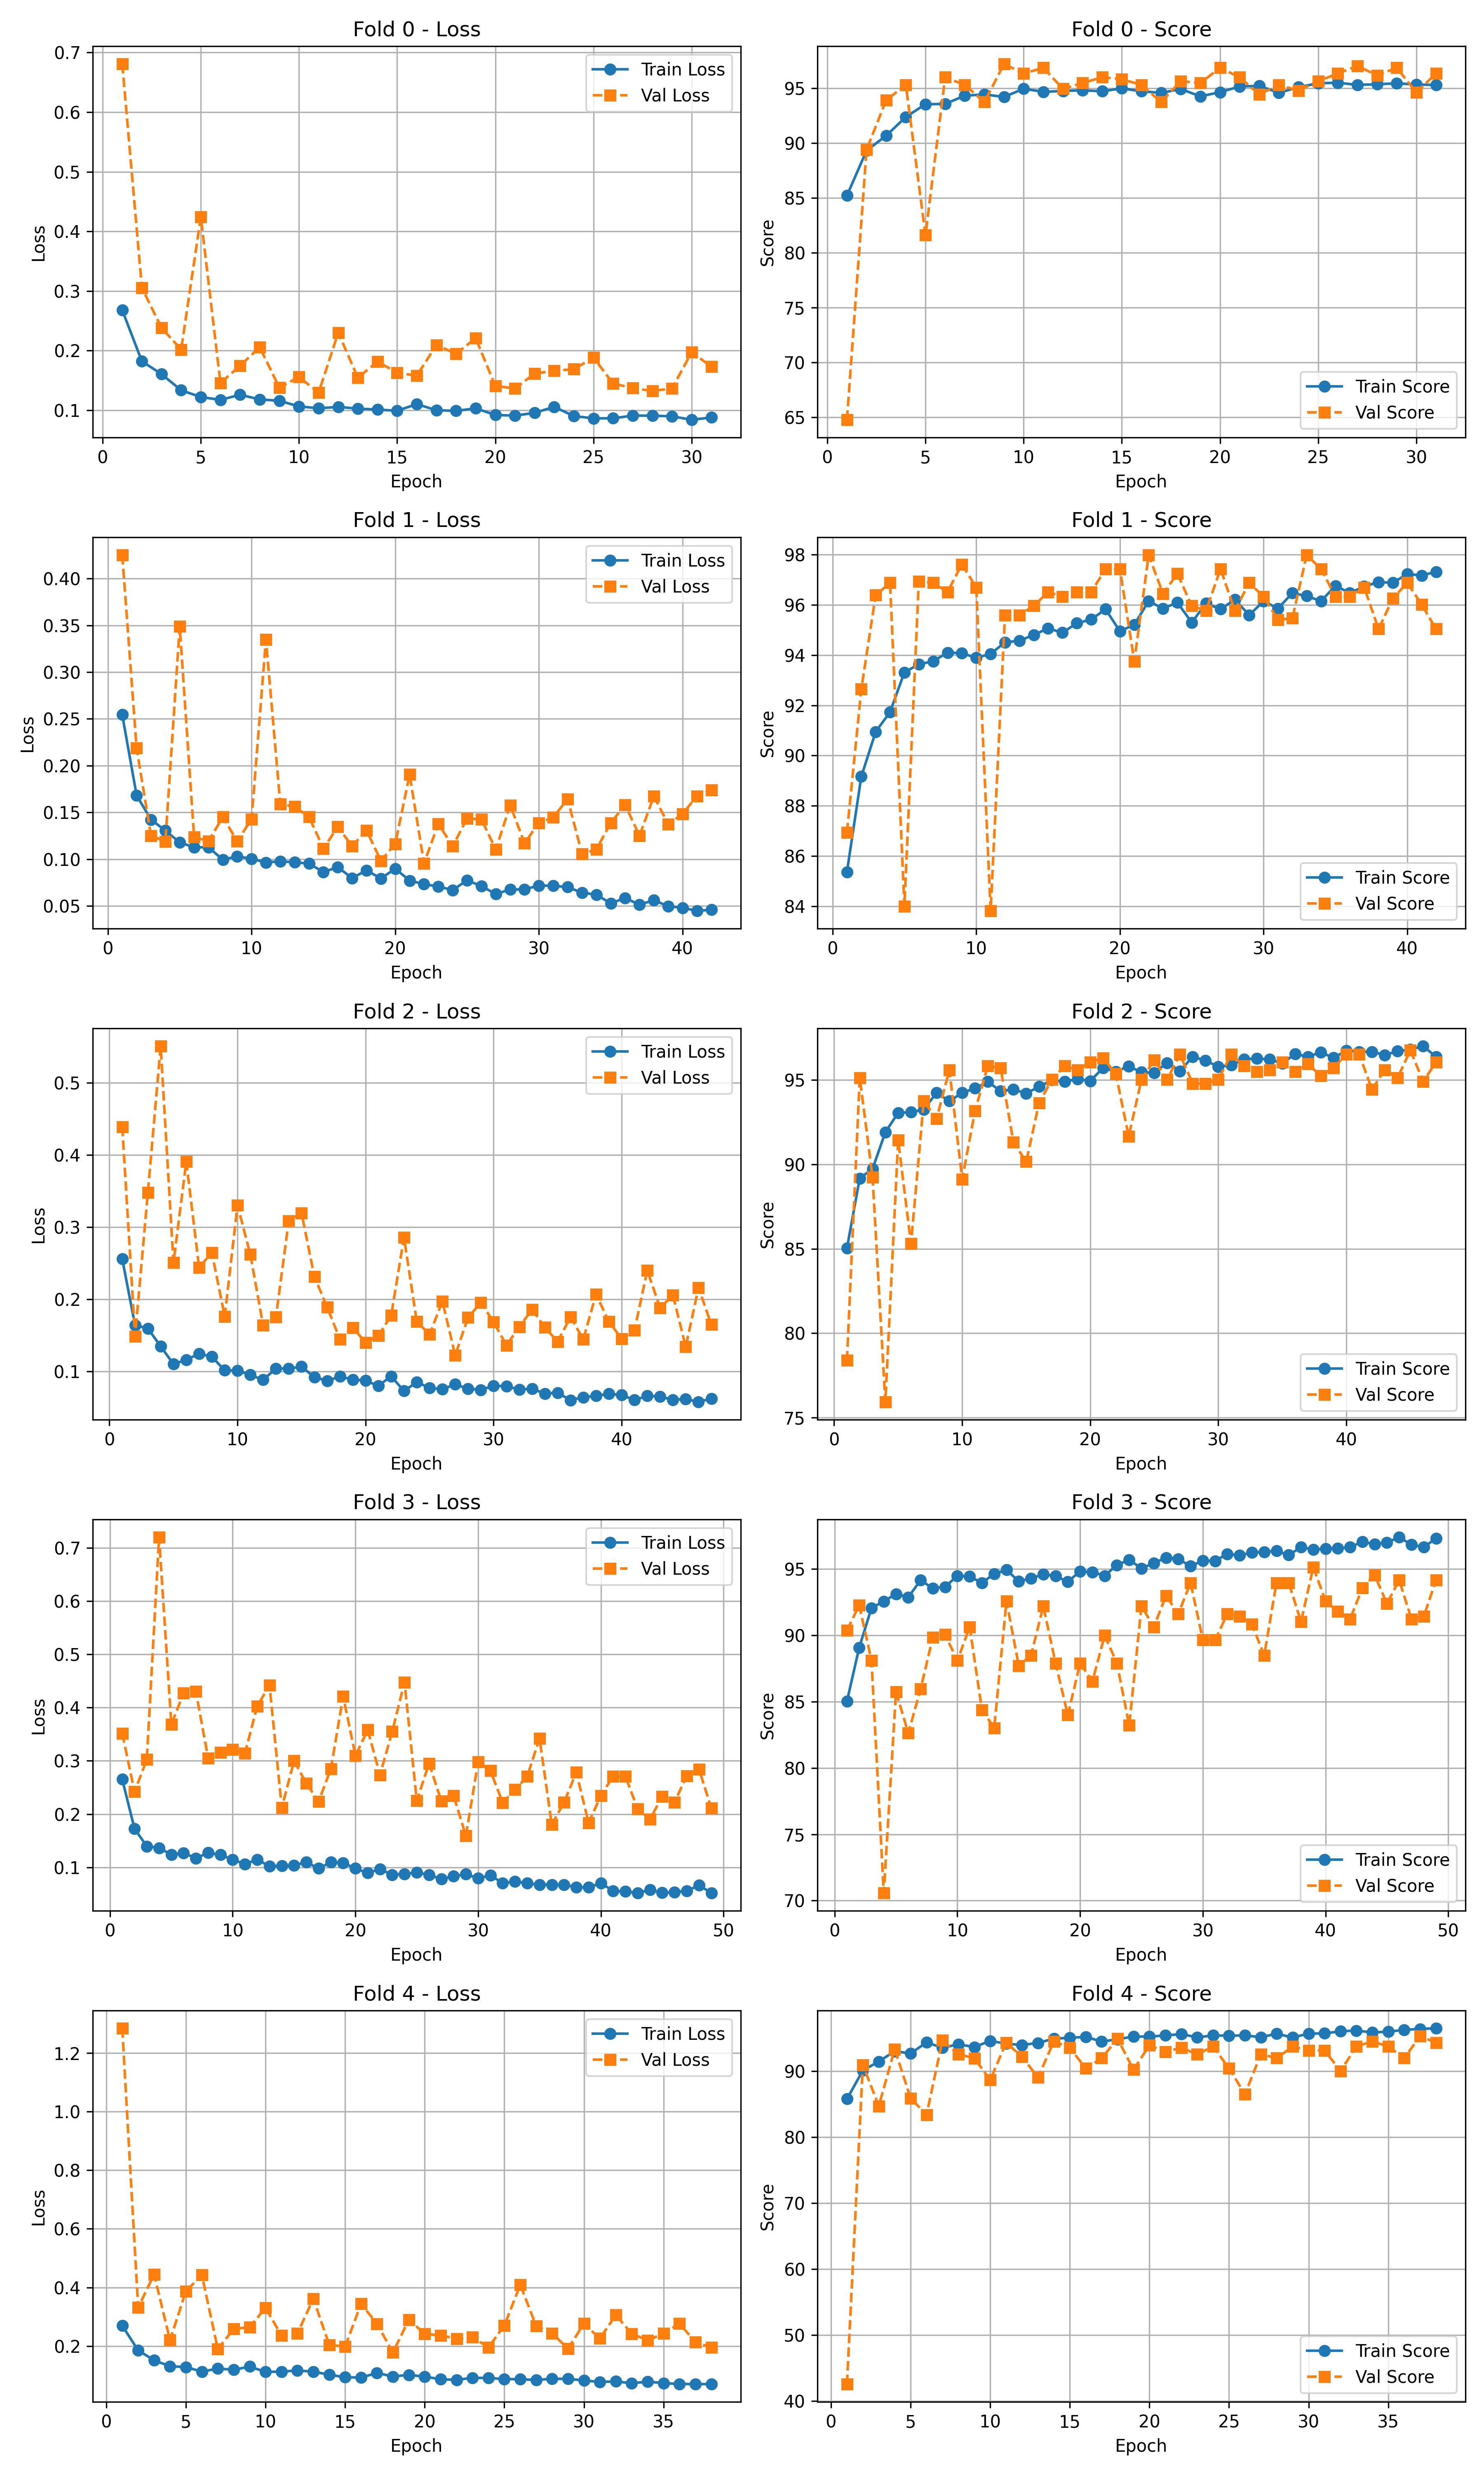 Fold 0 - Loss
0.7
0.6
0.5
0.4
0.3
0.2
0.1
Loss
Train Loss
Val Loss
0 5 10 15 20 25 30
Epoch
Fold 0 - Score
95
90
85
80
75
70
65
Score
Train Score
Val Score
0 5 10 15 20 25 30
Epoch
Fold 1 - Loss
0.40
0.35
0.30
0.25
0.20
0.15
0.10
0.05
Loss
Train Loss
Val Loss
0 10 20 30 40
Epoch
Fold 1 - Score
98
96
94
92
90
88
86
84
Score
Train Score
Val Score
0 10 20 30 40
Epoch
Fold 2 - Loss
0.5
0.4
0.3
0.2
0.1
Loss
Train Loss
Val Loss
0 10 20 30 40
Epoch
Fold 2 - Score
95
90
85
80
75
Score
Train Score
Val Score
0 10 20 30 40
Epoch
Fold 3 - Loss
0.7
0.6
0.5
0.4
0.3
0.2
0.1
Loss
Train Loss
Val Loss
0 10 20 30 40 50
Epoch
Fold 3 - Score
95
90
85
80
75
70
Score
Train Score
Val Score
0 10 20 30 40 50
Epoch
Fold 4 - Loss
1.2
1.0
0.8
0.6
0.4
0.2
Loss
Train Loss
Val Loss
0 5 10 15 20 25 30 35
Epoch
Fold 4 - Score
90
80
70
60
50
40
Score
Train Score
Val Score
0 5 10 15 20 25 30 35
Epoch